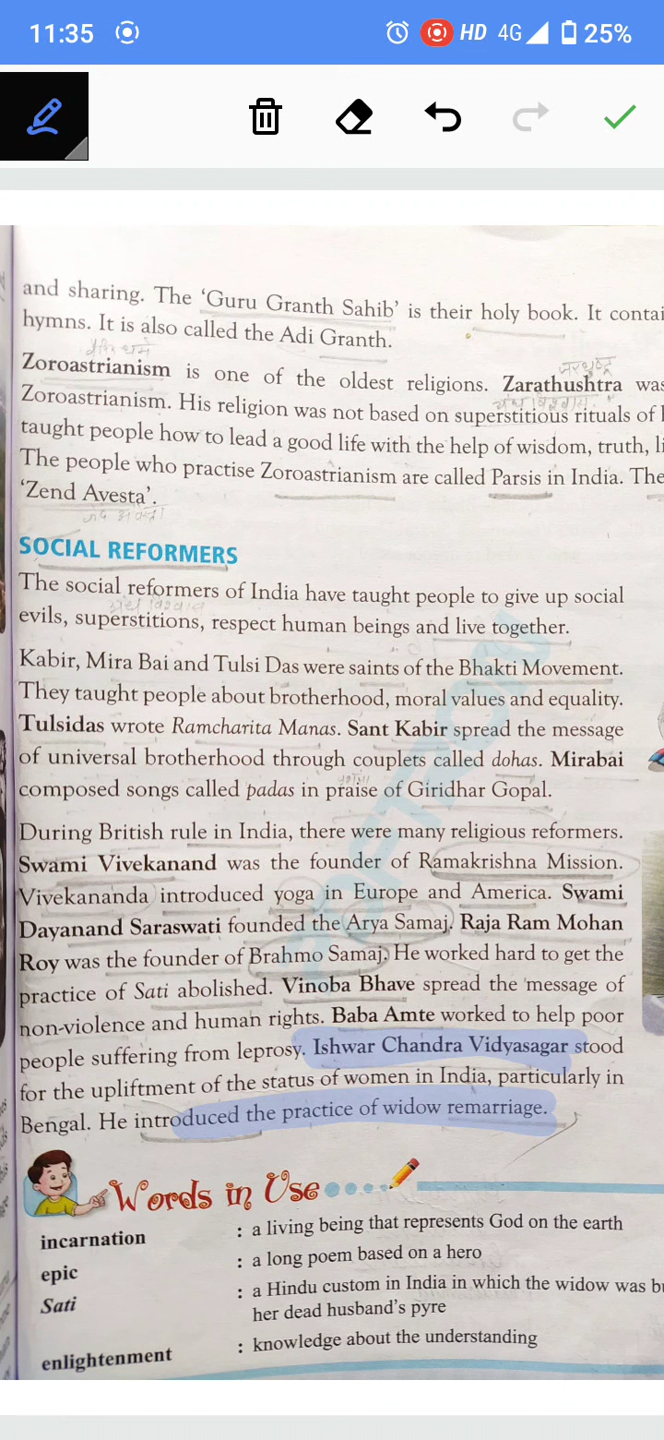 11:35 HD 4G 25%
and sharing. The ‘Guru Granth Sahib’ is their holy book. It contai
hymns. It is also called the Adi Granth.
Zoroastrianism is one of the oldest religions. Zarathushtra was
Zoroastrianism. His religion was not based on superstitious rituals of
taught people how to lead a good life with the help of wisdom, truth, li
The people who practise Zoroastrianism are called Parsis in India. The
‘Zend Avesta’.
SOCIAL REFORMERS
The social reformers of India have taught people to give up social
evils, superstitions, respect human beings and live together.
Kabir, Mira Bai and Tulsi Das were saints of the Bhakti Movement.
They taught people about brotherhood, moral values and equality.
Tulsidas wrote Ramcharita Manas. Sant Kabir spread the message
of universal brotherhood through couplets called dohas. Mirabai
composed songs called padas in praise of Giridhar Gopal.
During British rule in India, there were many religious reformers.
Swami Vivekanand was the founder of Ramakrishna Mission.
Vivekananda introduced yoga in Europe and America. Swami
Dayanand Saraswati founded the Arya Samaj. Raja Ram Mohan
Roy was the founder of Brahmo Samaj. He worked hard to get the
practice of Sati abolished. Vinoba Bhave spread the message of
non-violence and human rights. Baba Amte worked to help poor
people suffering from leprosy. Ishwar Chandra Vidyasagar stood
for the upliftment of the status of women in India, particularly in
Bengal. He introduced the practice of widow remarriage.
Words in Use
incarnation : a living being that represents God on the earth
epic : a long poem based on a hero
Sati : a Hindu custom in India in which the widow was bu
her dead husband’s pyre
enlightenment : knowledge about the understanding